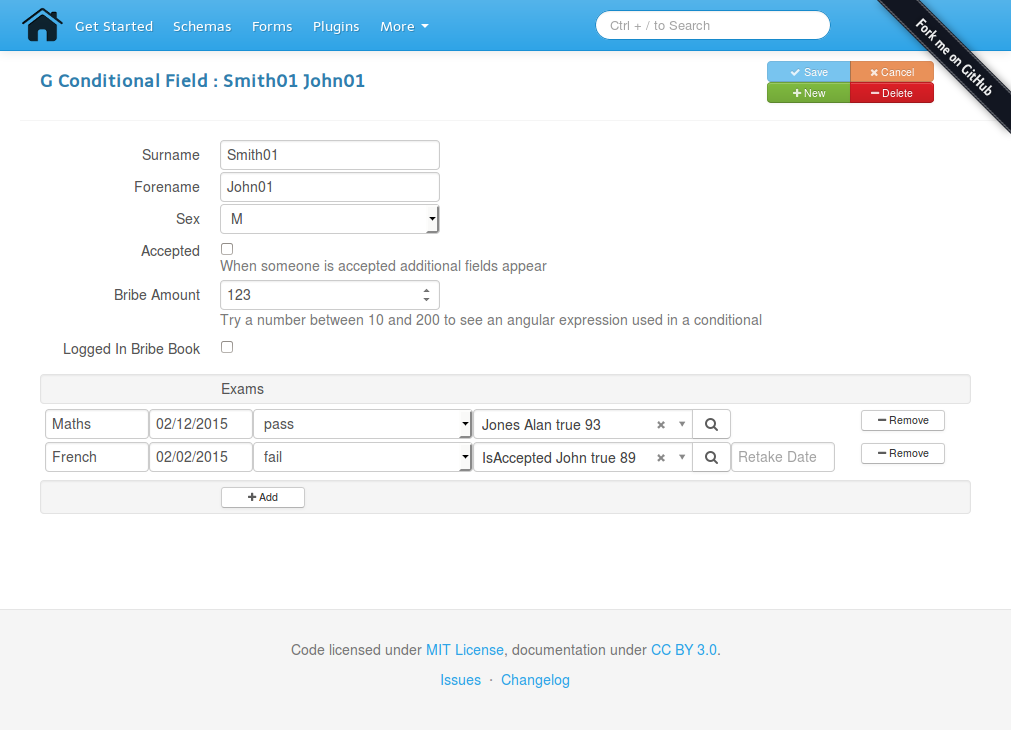 Get Started Schemas Forms Plugins More Ctrl + / to Search
Fork me on GitHub
G Conditional Field : Smith01 John01
Save Cancel
New Delete
Surname Smith01
Forename John01
Sex M
Accepted
When someone is accepted additional fields appear
Bribe Amount 123
Try a number between 10 and 200 to see an angular expression used in a conditional
Logged In Bribe Book
Exams
Maths 02/12/2015 pass Jones Alan true 93 Remove
French 02/02/2015 fail IsAccepted John true 89 Retake Date Remove
Add
Code licensed under MIT License, documentation under CC BY 3.0.
Issues · Changelog